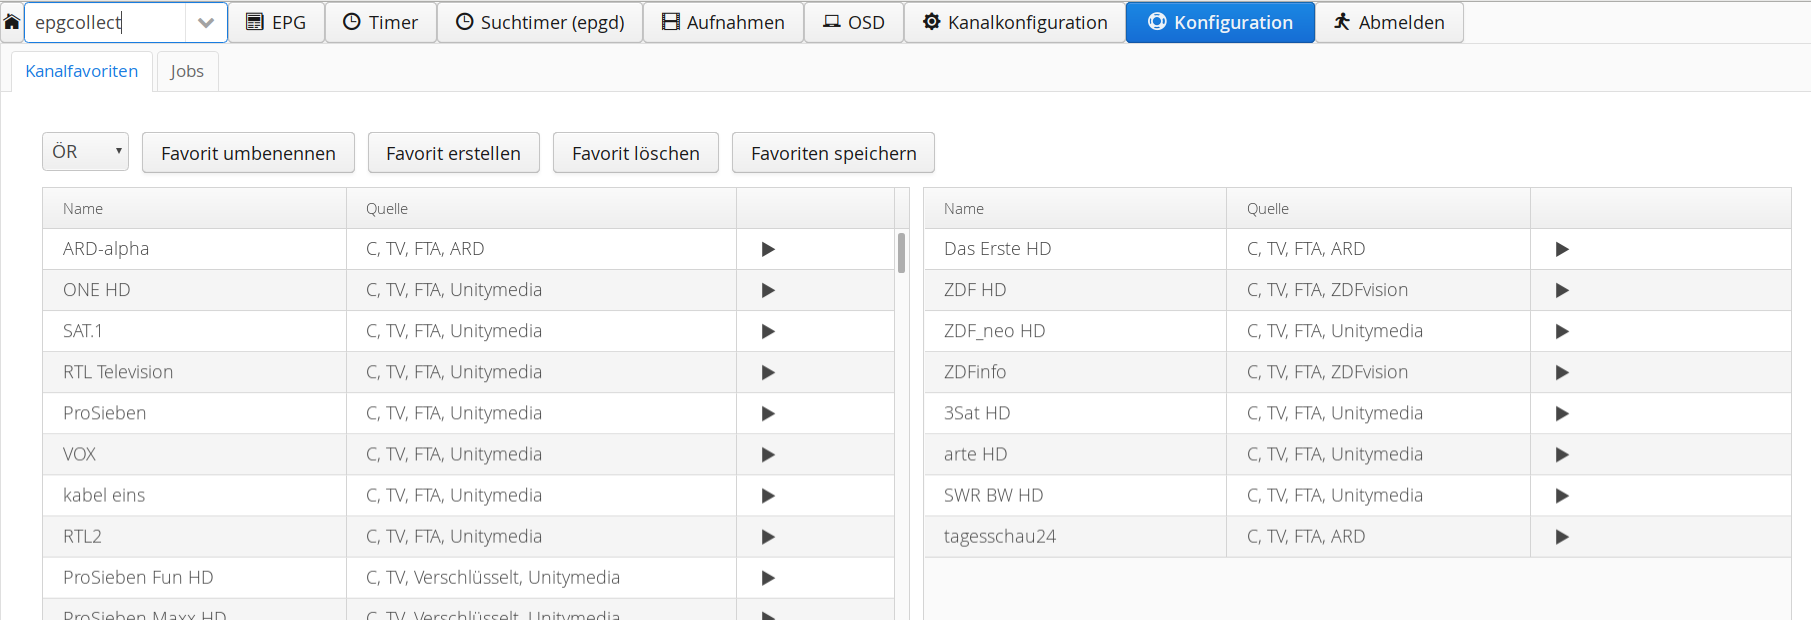 epgcollect EPG Timer Suchtimer (epgd) Aufnahmen OSD Kanalkonfiguration Konfiguration Abmelden
Kanalfavoriten Jobs
ÖR Favorit umbenennen Favorit erstellen Favorit löschen Favoriten speichern
Name Quelle Name Quelle
ARD-alpha C, TV, FTA, ARD Das Erste HD C, TV, FTA, ARD
ONE HD C, TV, FTA, Unitymedia ZDF HD C, TV, FTA, ZDFvision
SAT.1 C, TV, FTA, Unitymedia ZDF_neo HD C, TV, FTA, Unitymedia
RTL Television C, TV, FTA, Unitymedia ZDFinfo C, TV, FTA, ZDFvision
ProSieben C, TV, FTA, Unitymedia 3Sat HD C, TV, FTA, Unitymedia
VOX C, TV, FTA, Unitymedia arte HD C, TV, FTA, Unitymedia
kabel eins C, TV, FTA, Unitymedia SWR BW HD C, TV, FTA, Unitymedia
RTL2 C, TV, FTA, Unitymedia tagesschau24 C, TV, FTA, ARD
ProSieben Fun HD C, TV, Verschlüsselt, Unitymedia
ProSieben Maxx HD C, TV, Verschlüsselt, Unitymedia